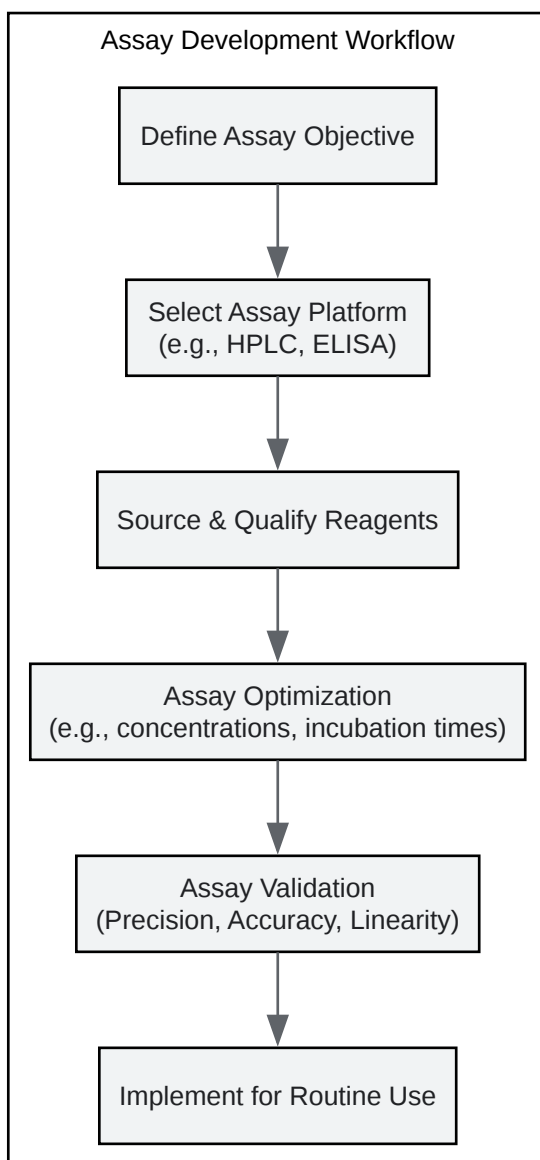 Assay Development Workflow
Define Assay Objective
Select Assay Platform
(e.g., HPLC, ELISA)
Source & Qualify Reagents
Assay Optimization
(e.g., concentrations, incubation times)
Assay Validation
(Precision, Accuracy, Linearity)
Implement for Routine Use